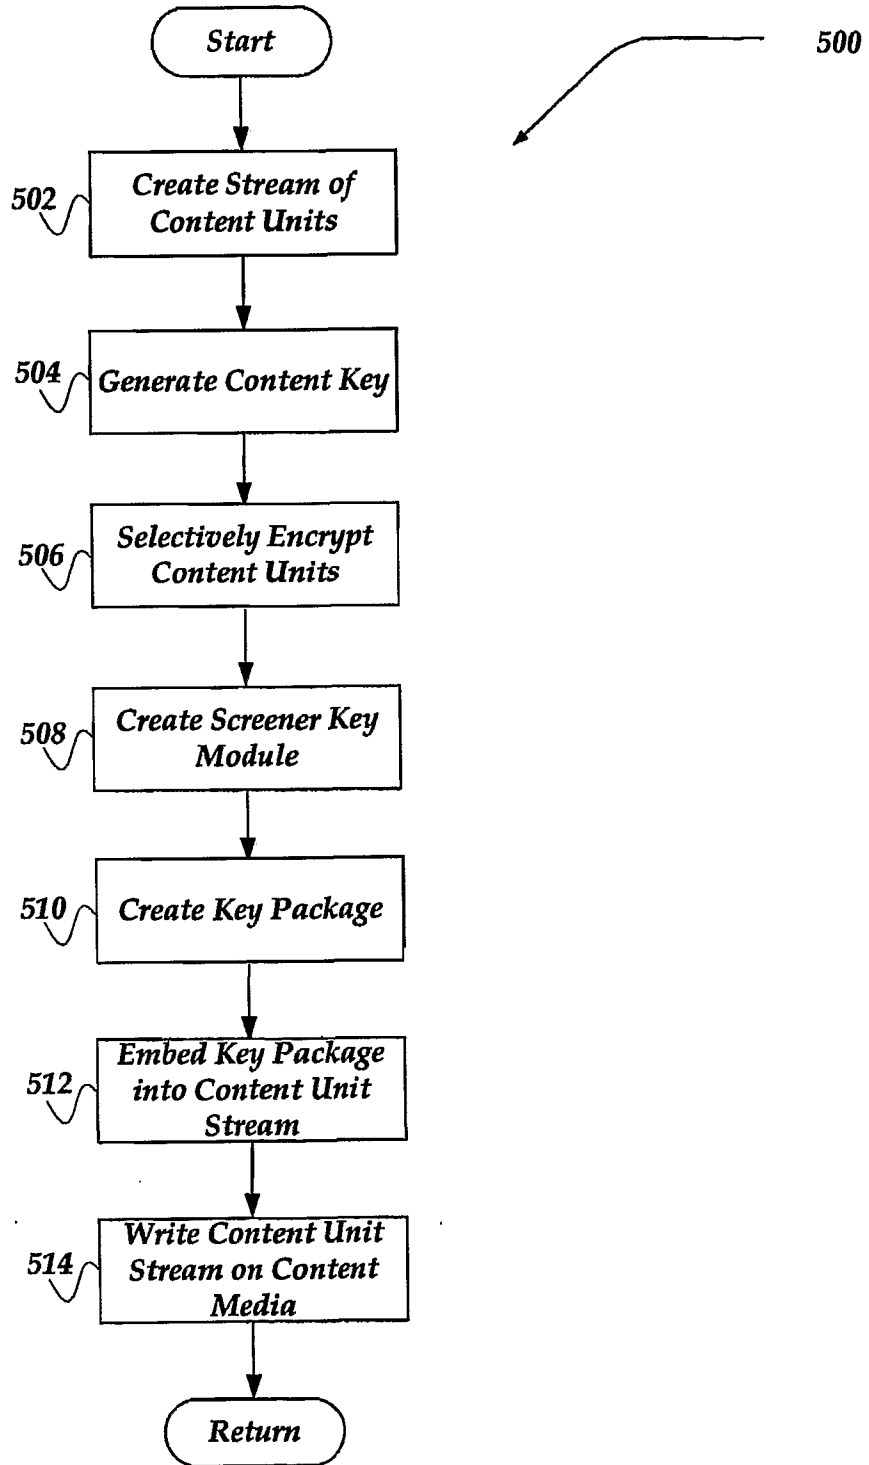 Start
500
502
Create Stream of
Content Units
504
Generate Content Key
506
Selectively Encrypt
Content Units
508
Create Screener Key
Module
510
Create Key Package
512
Embed Key Package
into Content Unit
Stream
514
Write Content Unit
Stream on Content
Media
Return